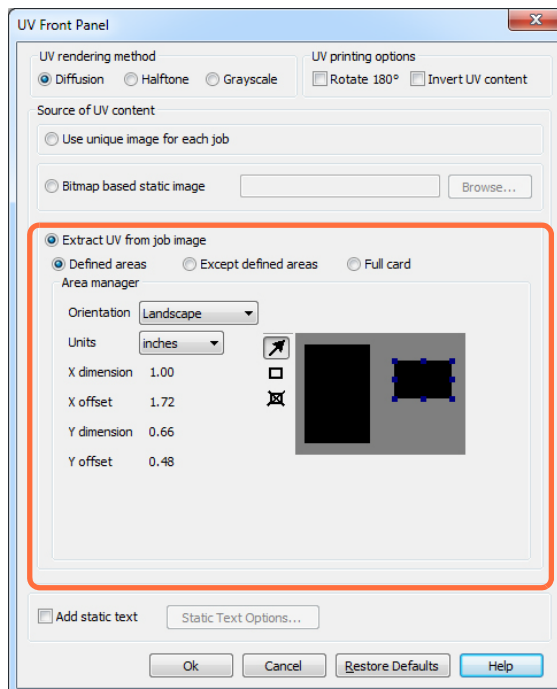 UV Front Panel
UV rendering method
Diffusion Halftone Grayscale
UV printing options
Rotate 180° Invert UV content
Source of UV content
Use unique image for each job
Bitmap based static image Browse...
Extract UV from job image
Defined areas Except defined areas Full card
Area manager
Orientation Landscape
Units inches
X dimension 1.00
X offset 1.72
Y dimension 0.66
Y offset 0.48
Add static text Static Text Options...
Ok Cancel Restore Defaults Help